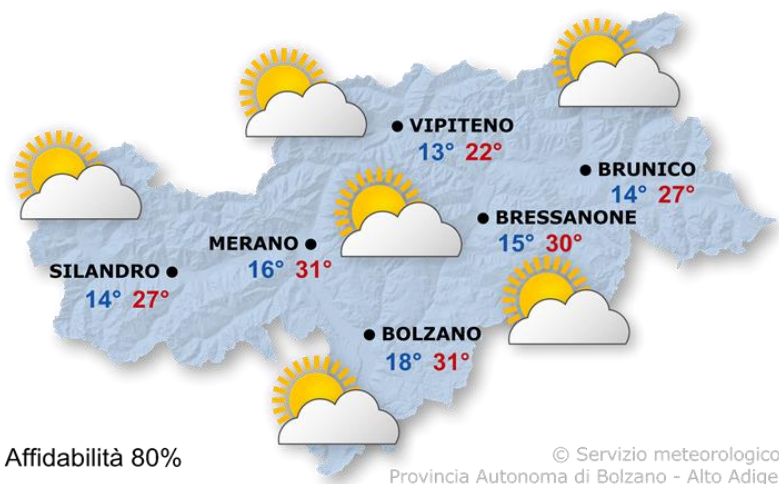 VIPITENO
13° 22°
BRUNICO
14° 27°
BRESSANONE
15° 30°
MERANO
16° 31°
SILANDRO
14° 27°
BOLZANO
18° 31°
Affidabilità 80%
© Servizio meteorologico
Provincia Autonoma di Bolzano - Alto Adige